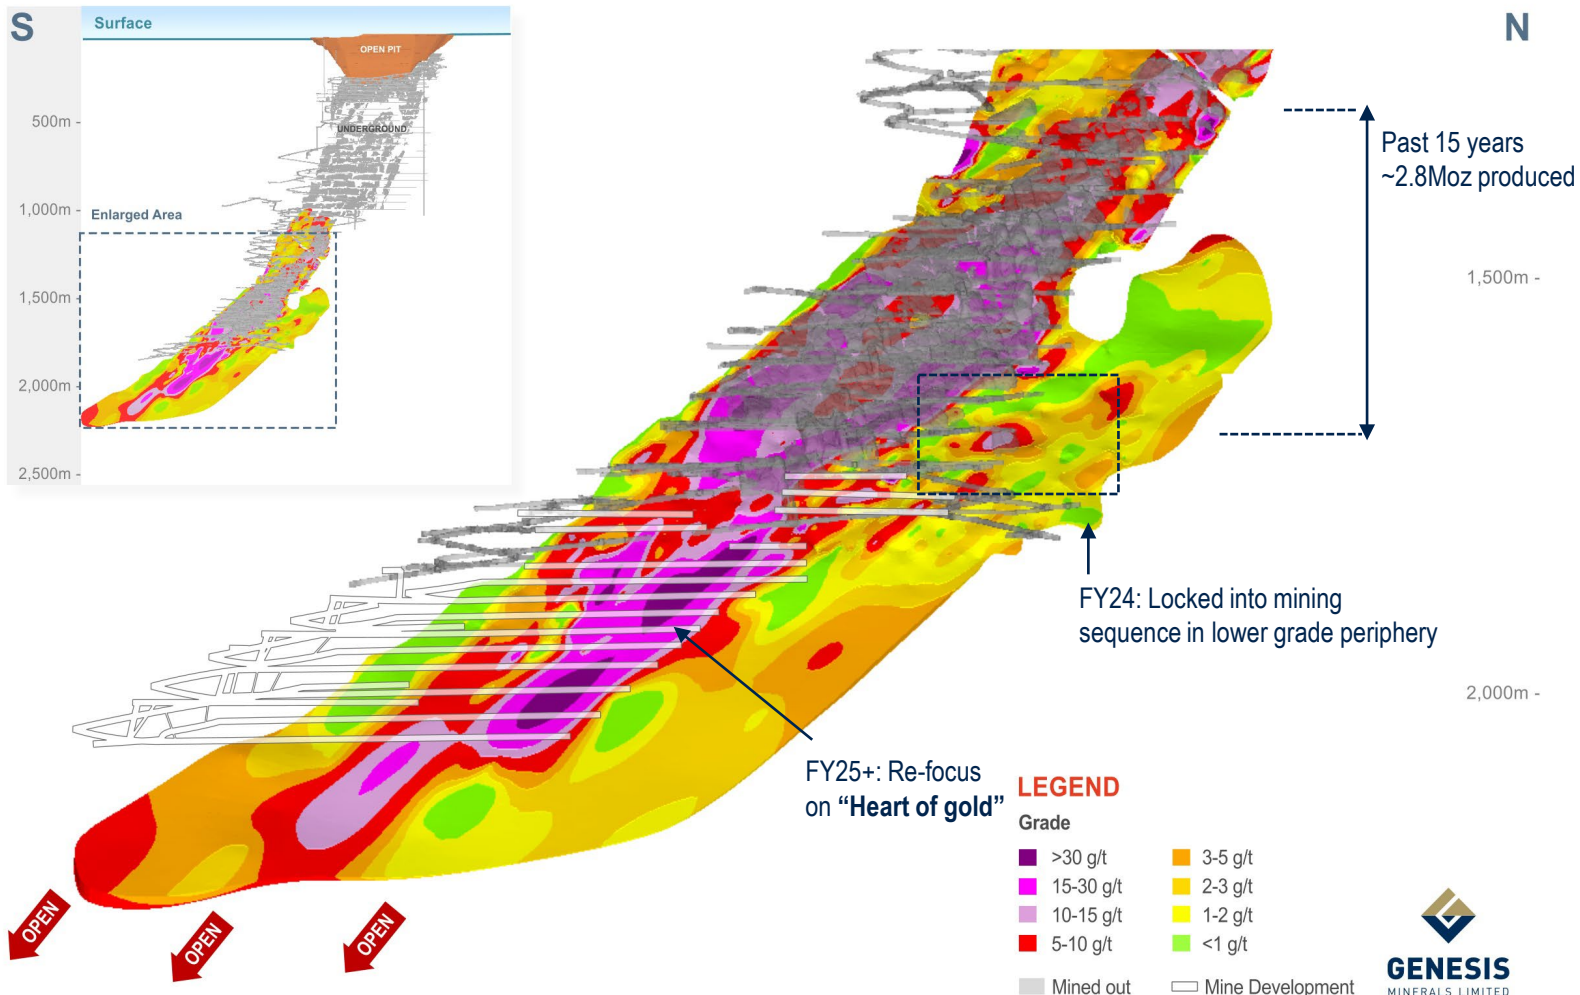 S
Surface
OPEN PIT
UNDERGROUND
500m -
1,000m -
Enlarged Area
1,500m -
2,000m -
2,500m -
N
Past 15 years
~2.8Moz produced
1,500m -
2,000m -
FY24: Locked into mining
sequence in lower grade periphery
FY25+: Re-focus
on “Heart of gold”
OPEN
OPEN
OPEN
LEGEND
Grade
>30 g/t
15-30 g/t
10-15 g/t
5-10 g/t
3-5 g/t
2-3 g/t
1-2 g/t
<1 g/t
Mined out
Mine Development
GENESIS
MINERALS LIMITED